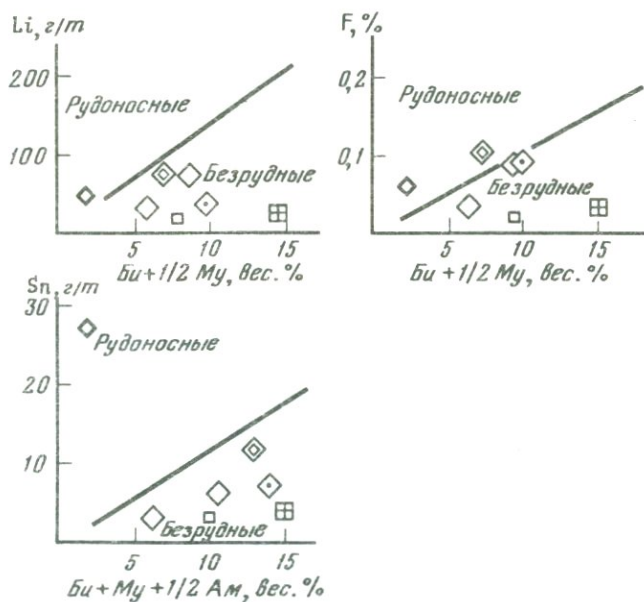 Li, г/т
200
100
Рудоносные
Безрудные
5 10 15
Би+1/2 Му, вес. %
F, %
0,2
0,1
Рудоносные
Безрудные
5 10 15
Би+1/2 Му, вес. %
Sn, г/т
30
20
10
Рудоносные
Безрудные
5 10 15
Би+Му+1/2 Ам, вес. %